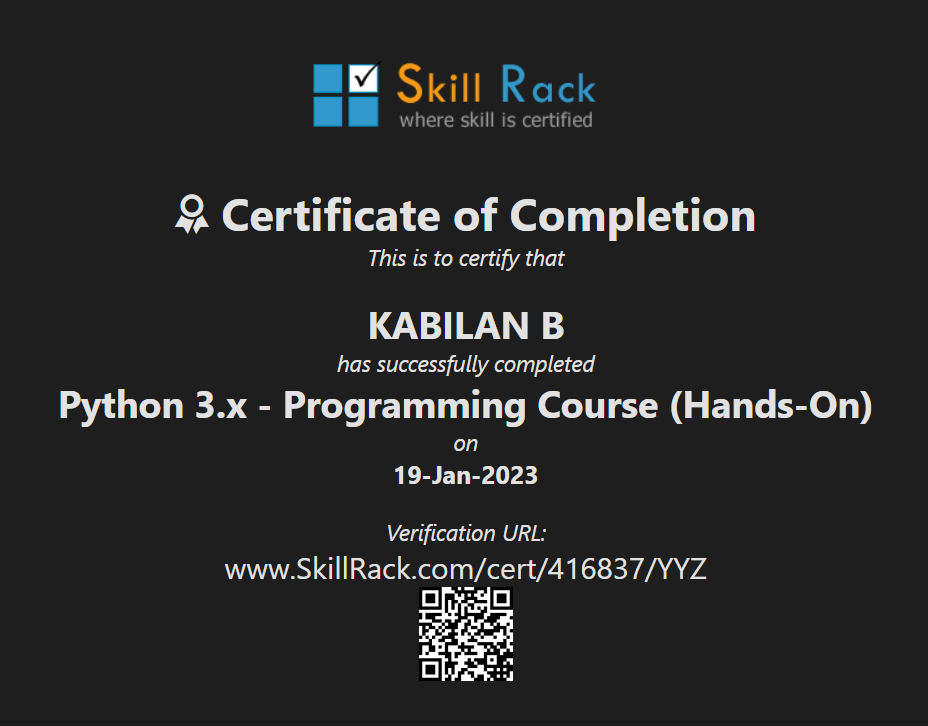 Skill Rack
where skill is certified
Certificate of Completion
This is to certify that
KABILAN B
has successfully completed
Python 3.x - Programming Course (Hands-On)
on
19-Jan-2023
Verification URL:
www.SkillRack.com/cert/416837/YYZ